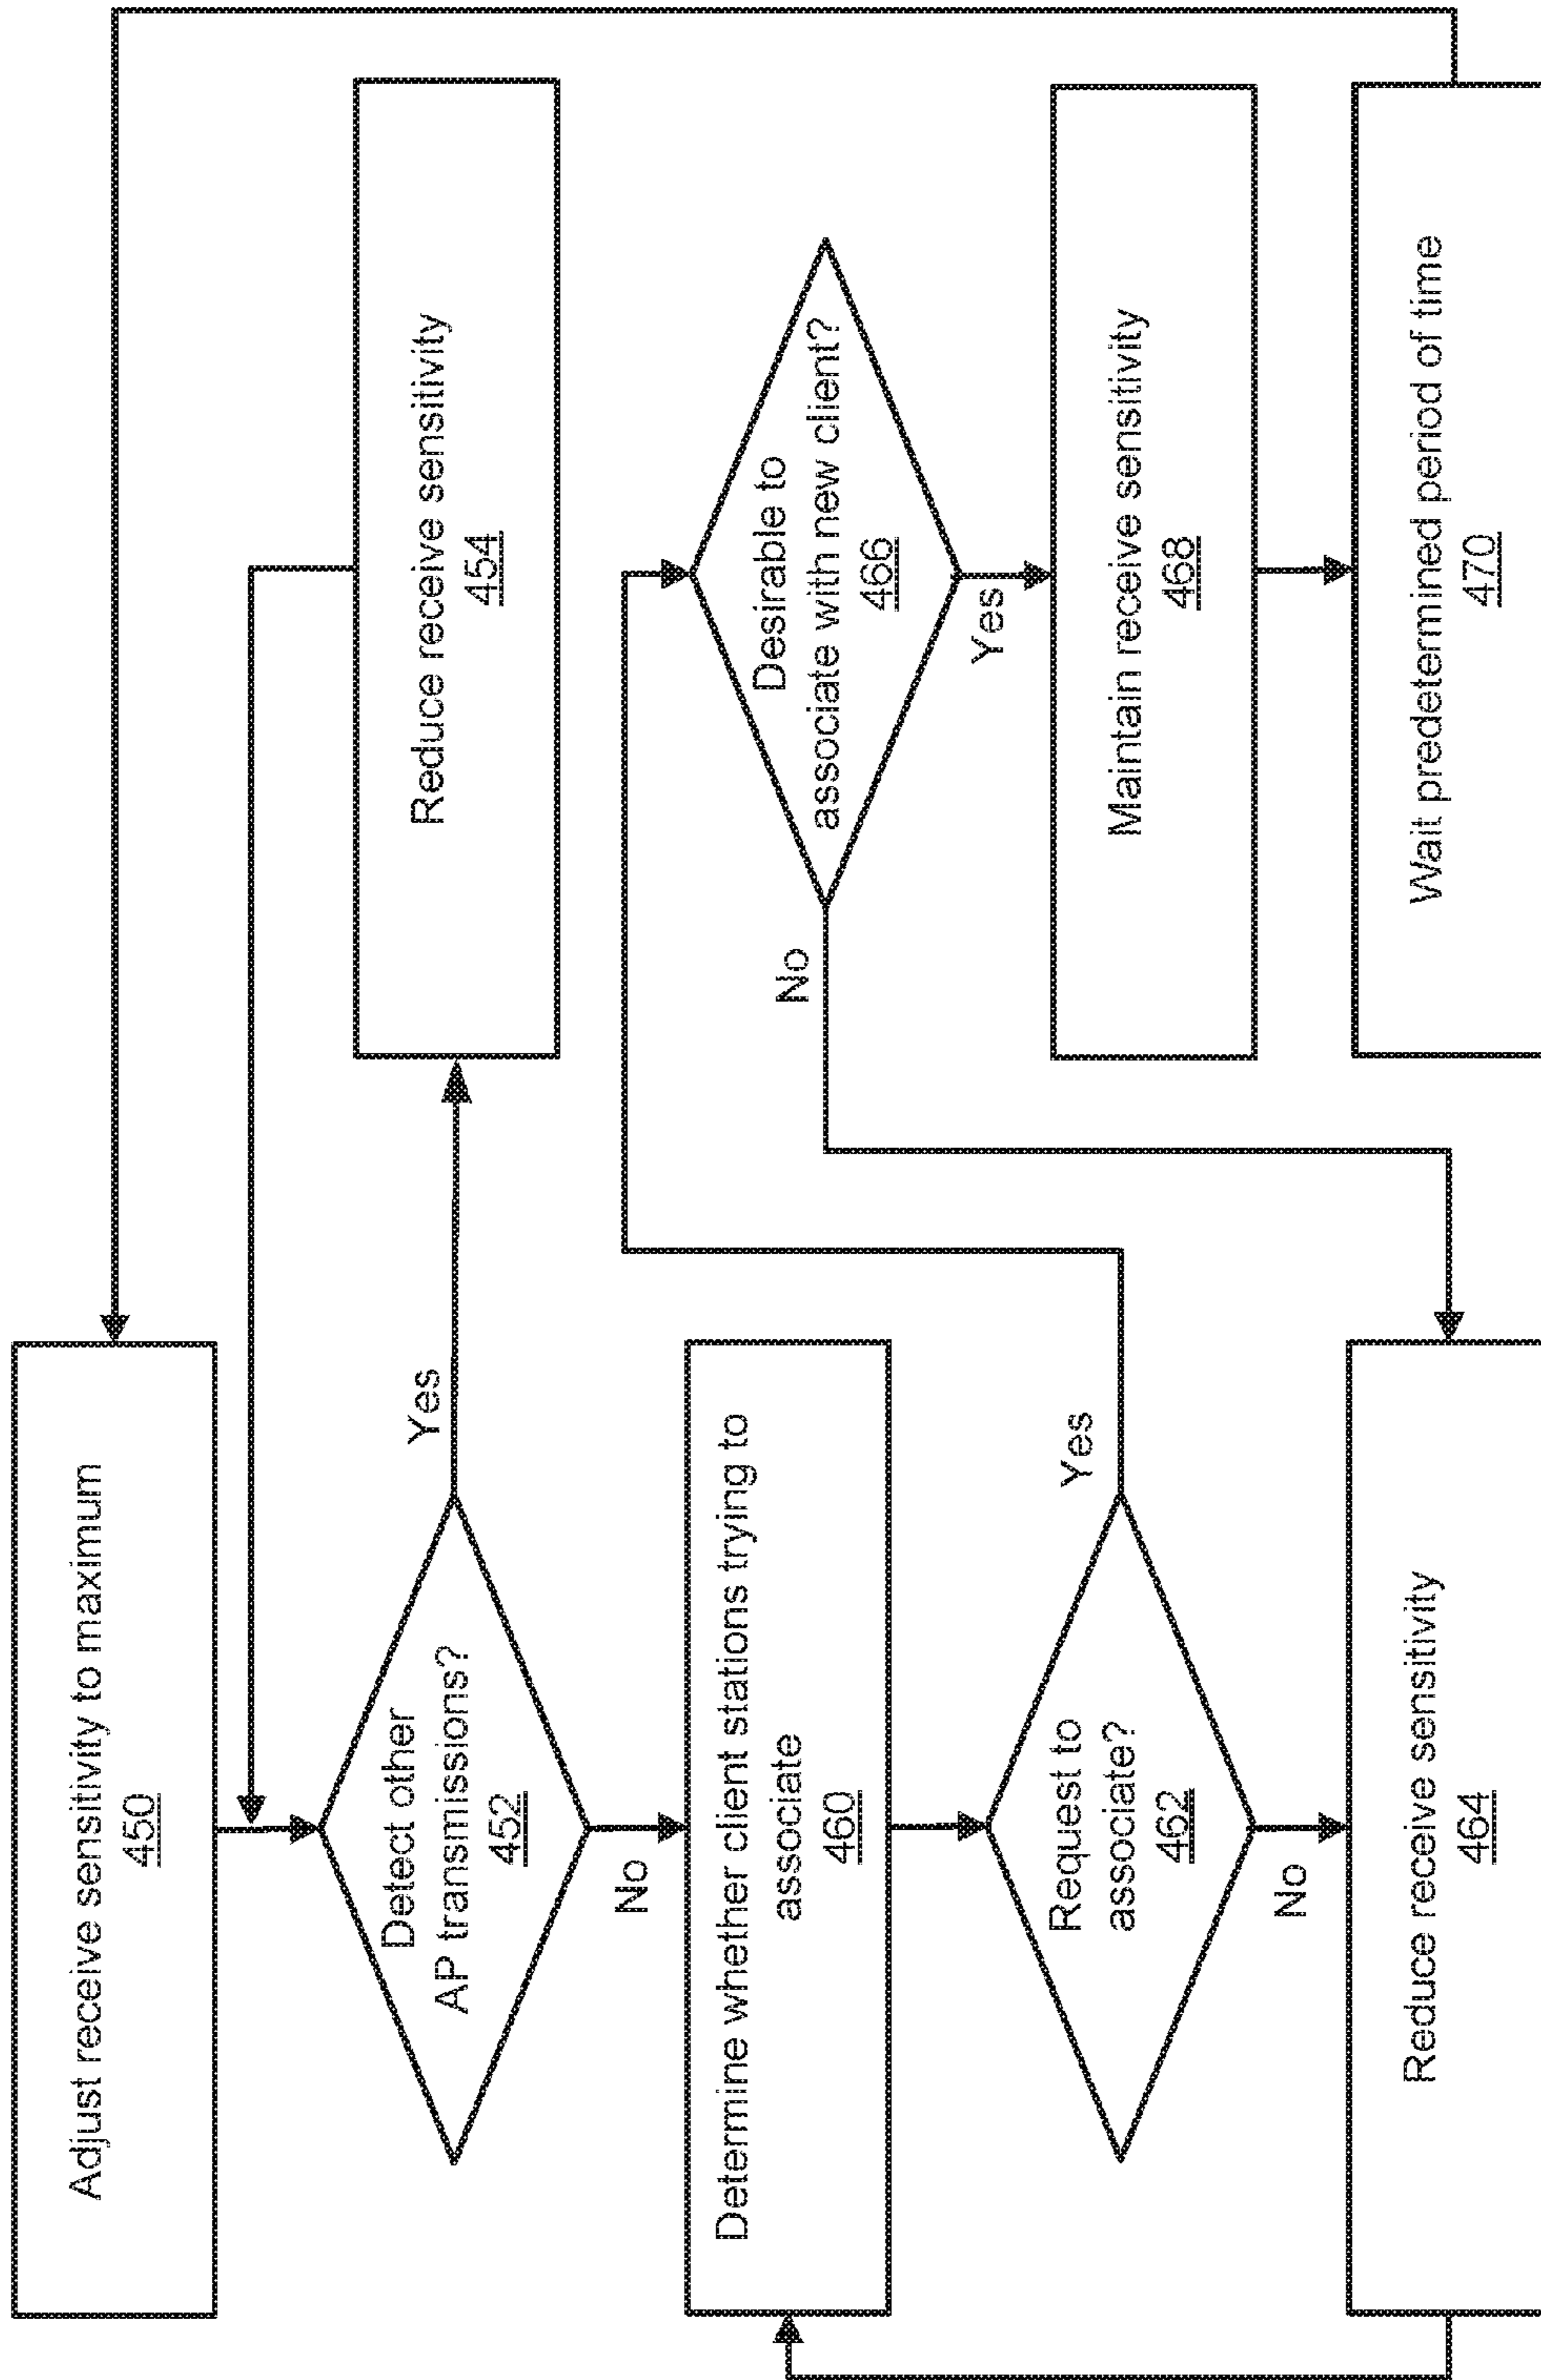 Adjust receive sensitivity to maximum
450
Detect other
AP transmissions?
452
Yes
No
Reduce receive sensitivity
454
Determine whether client stations trying to
associate
460
Request to
associate?
462
Yes
No
Reduce receive sensitivity
464
Desirable to
associate with new client?
466
No
Yes
Maintain receive sensitivity
468
Wait predetermined period of time
470